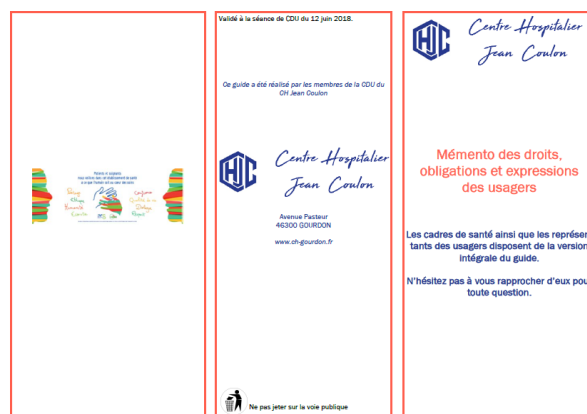 Validé à la séance de CDU du 12 juin 2018.
Ce guide a été réalisé par les membres de la CDU du
CH Jean Coulon
HJC
Centre Hospitalier
Jean Coulon
Avenue Pasteur
46300 GOURDON
www.ch-gourdon.fr
Ne pas jeter sur la voie publique
HJC
Centre Hospitalier
Jean Coulon
Mémento des droits,
obligations et expressions
des usagers
Les cadres de santé ainsi que les représen
tants des usagers disposent de la version
intégrale du guide.
N'hésitez pas à vous rapprocher d'eux pou
toute question.